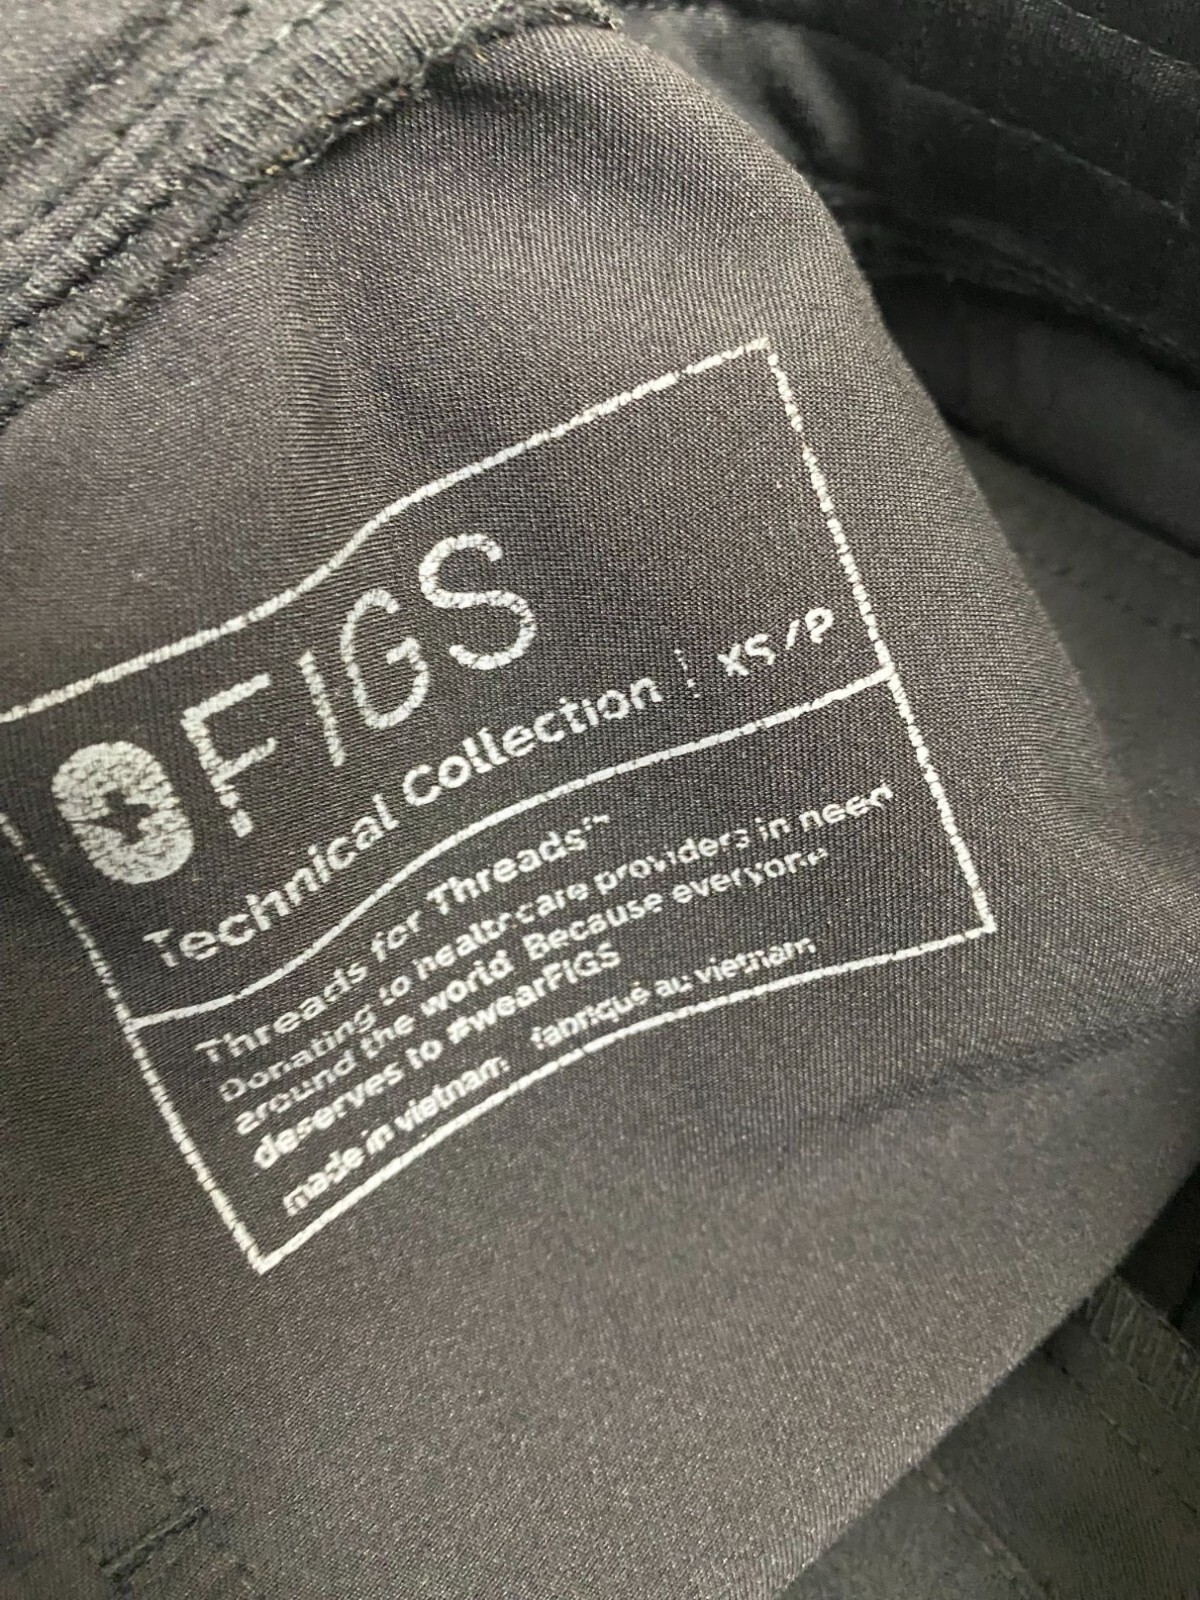 FIGS
Technical Collection | XS/P
Threads for Threads™
Donating to healthcare providers in need
around the world Because everyone
deserves to #wearFIGS
made in vietnam fabriqué au vietnam